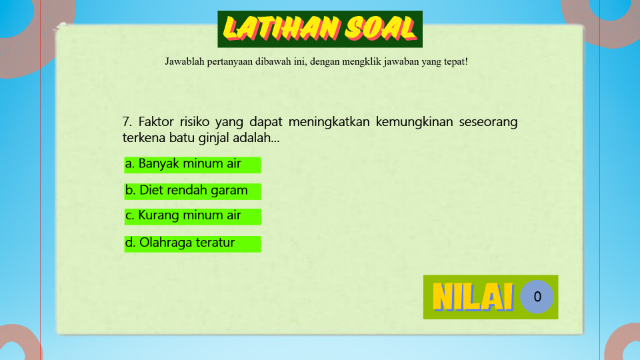 LATIHAN SOAL
Jawablah pertanyaan dibawah ini, dengan mengklik jawaban yang tepat!
7. Faktor risiko yang dapat meningkatkan kemungkinan seseorang
terkena batu ginjal adalah...
a. Banyak minum air
b. Diet rendah garam
c. Kurang minum air
d. Olahraga teratur
NILAI 0